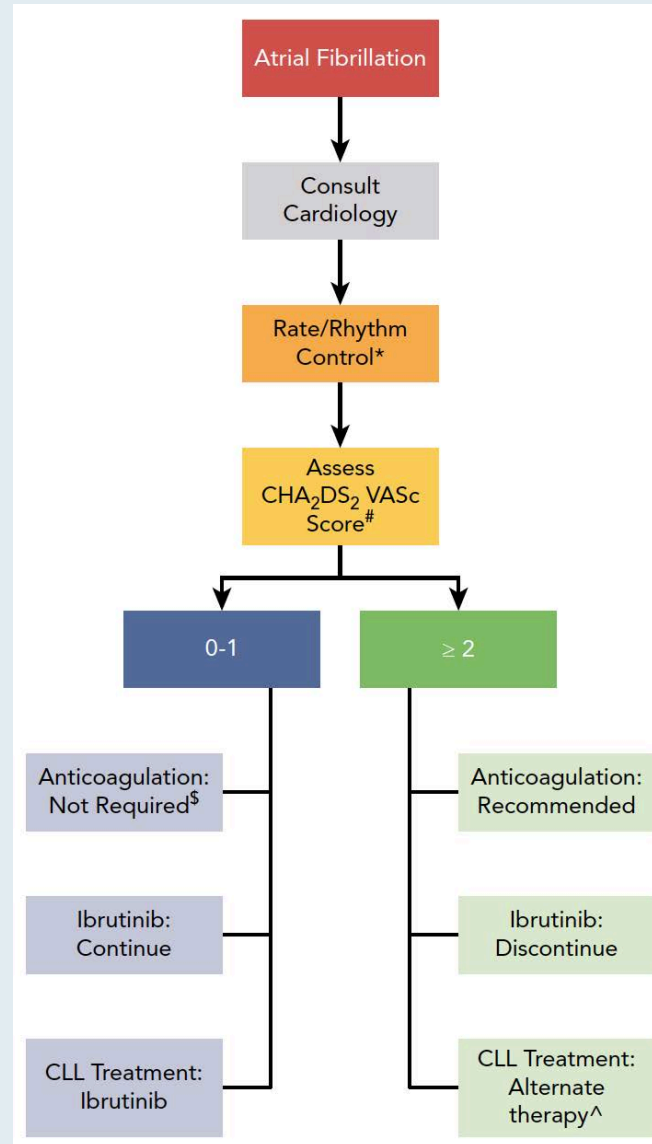 Atrial Fibrillation
Consult
Cardiology
Rate/Rhythm
Control*
Assess
CHA₂DS₂ VASc
Score#
0-1
≥ 2
Anticoagulation:
Not Required$
Ibrutinib:
Continue
CLL Treatment:
Ibrutinib
Anticoagulation:
Recommended
Ibrutinib:
Discontinue
CLL Treatment:
Alternate
therapy^